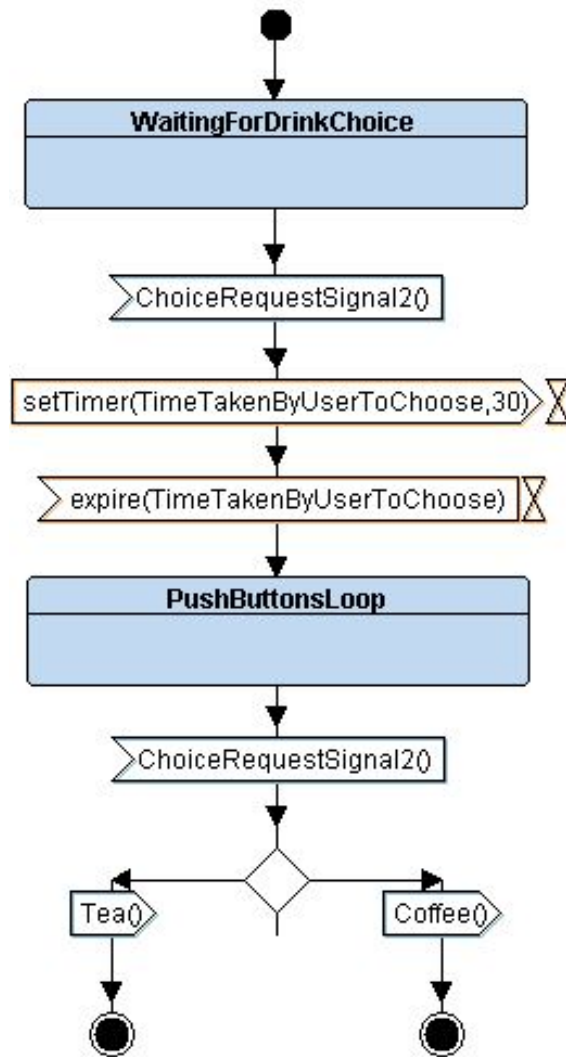 WaitingForDrinkChoice
ChoiceRequestSignal2()
setTimer(TimeTakenByUserToChoose,30)
expire(TimeTakenByUserToChoose)
PushButtonsLoop
ChoiceRequestSignal2()
Tea()
Coffee()